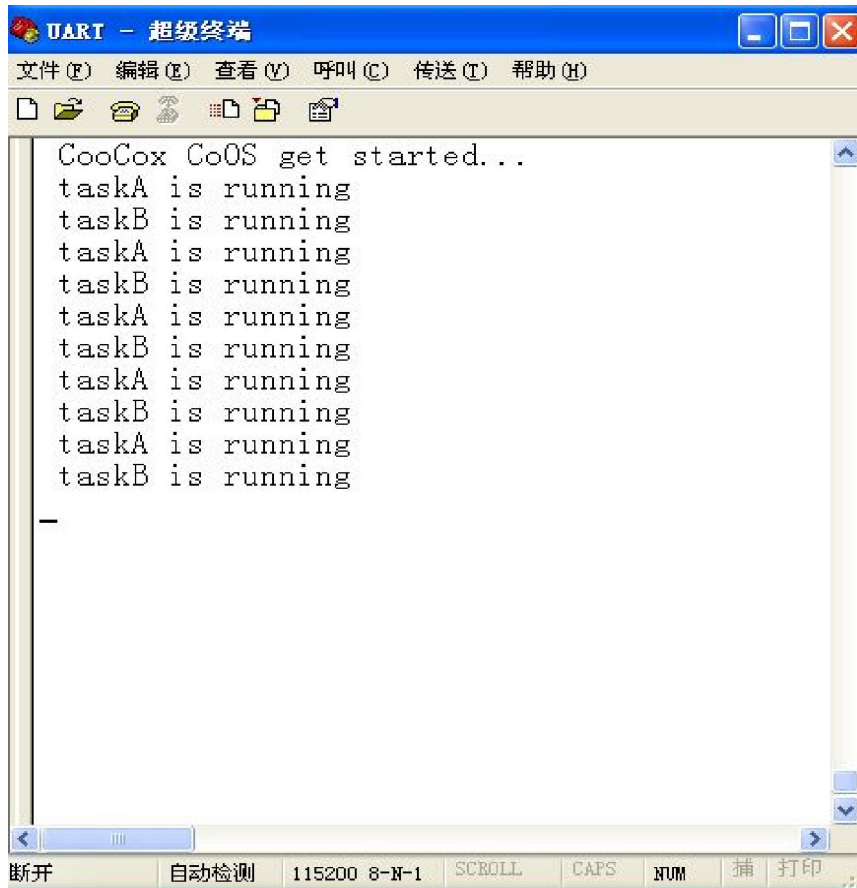 UART - 超级终端
文件(F) 编辑(E) 查看(V) 呼叫(C) 传送(T) 帮助(H)
CooCox CoOS get started...
taskA is running
taskB is running
taskA is running
taskB is running
taskA is running
taskB is running
taskA is running
taskB is running
taskA is running
taskB is running
断开 自动检测 115200 8-N-1 SCROLL CAPS NUM 捕 打印